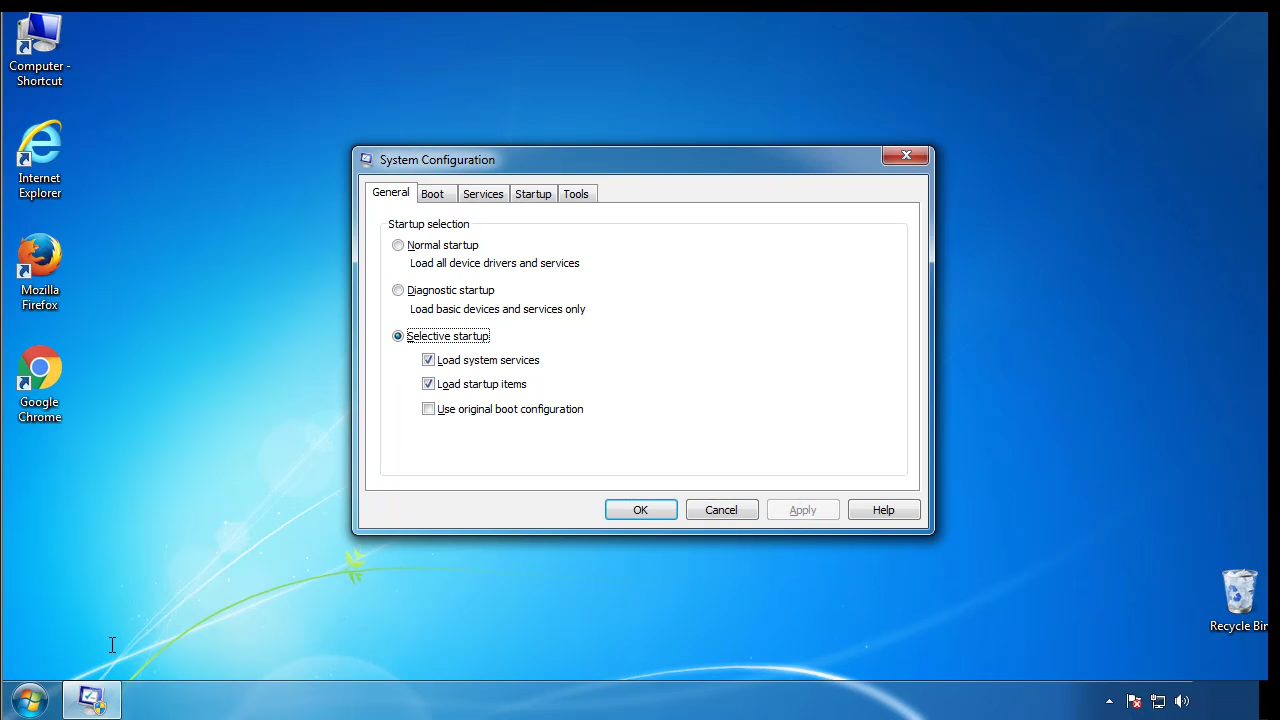 Computer -
Shortcut
Internet
Explorer
Mozilla
Firefox
Google
Chrome
System Configuration
General
Boot
Services
Startup
Tools
Startup selection
Normal startup
Load all device drivers and services
Diagnostic startup
Load basic devices and services only
Selective startup
Load system services
Load startup items
Use original boot configuration
OK
Cancel
Apply
Help
Recycle Bin